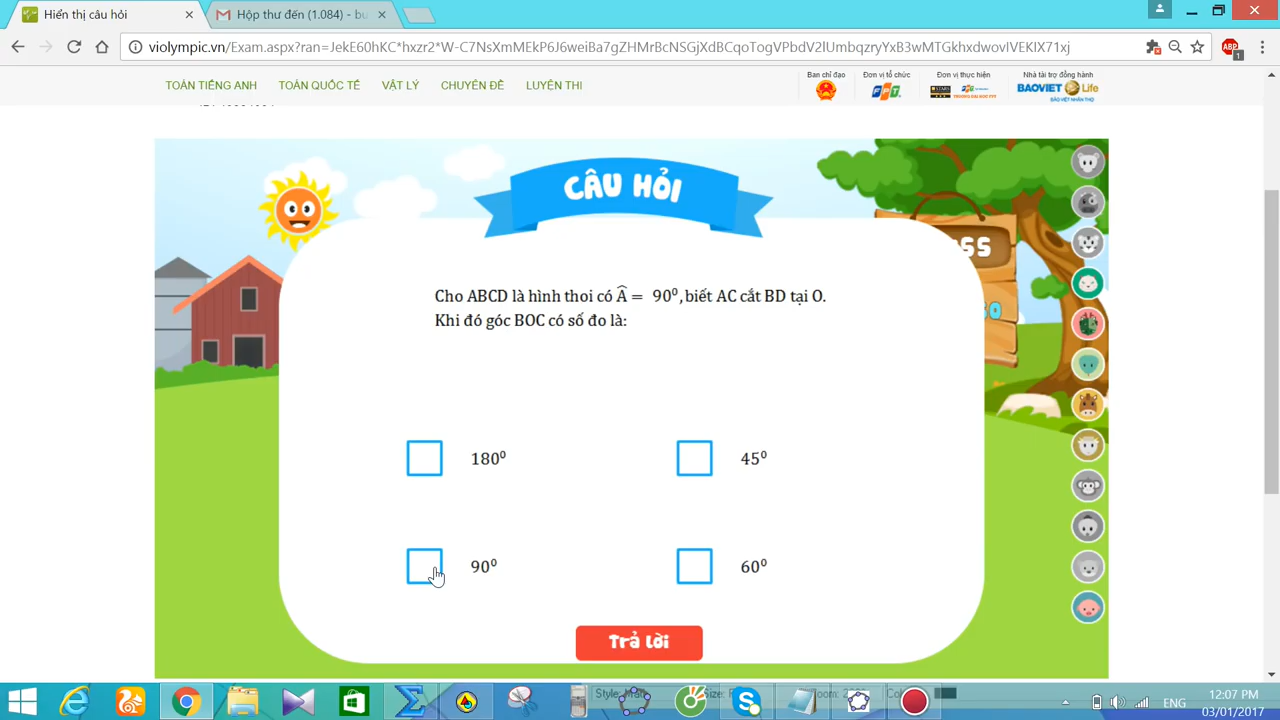 Hiển thị câu hỏi
Hộp thư đến (1.084) - bu
violympic.vn/Exam.aspx?ran=JekE60hKC*hxzr2*W-C7NsXmMEkP6J6weiBa7gZHMrBcNSGjXdBCqoTogVPbdV2lUmbqzryYxB3wMTGkhxdwovIVEKIX71xj
ABP
1
TOÁN TIẾNG ANH TOÁN QUỐC TẾ VẬT LÝ CHUYÊN ĐỀ LUYỆN THI
Ban chỉ đạo Đơn vị tổ chức Đơn vị thực hiện Nhà tài trợ đồng hành
BAOVIET Life
CÂU HỎI
SS
Cho ABCD là hình thoi có Â = 90⁰, biết AC cắt BD tại O.
Khi đó góc BOC có số đo là:
180⁰ 45⁰
90⁰ 60⁰
Trả lời
ENG
12:07 PM
03/01/2017